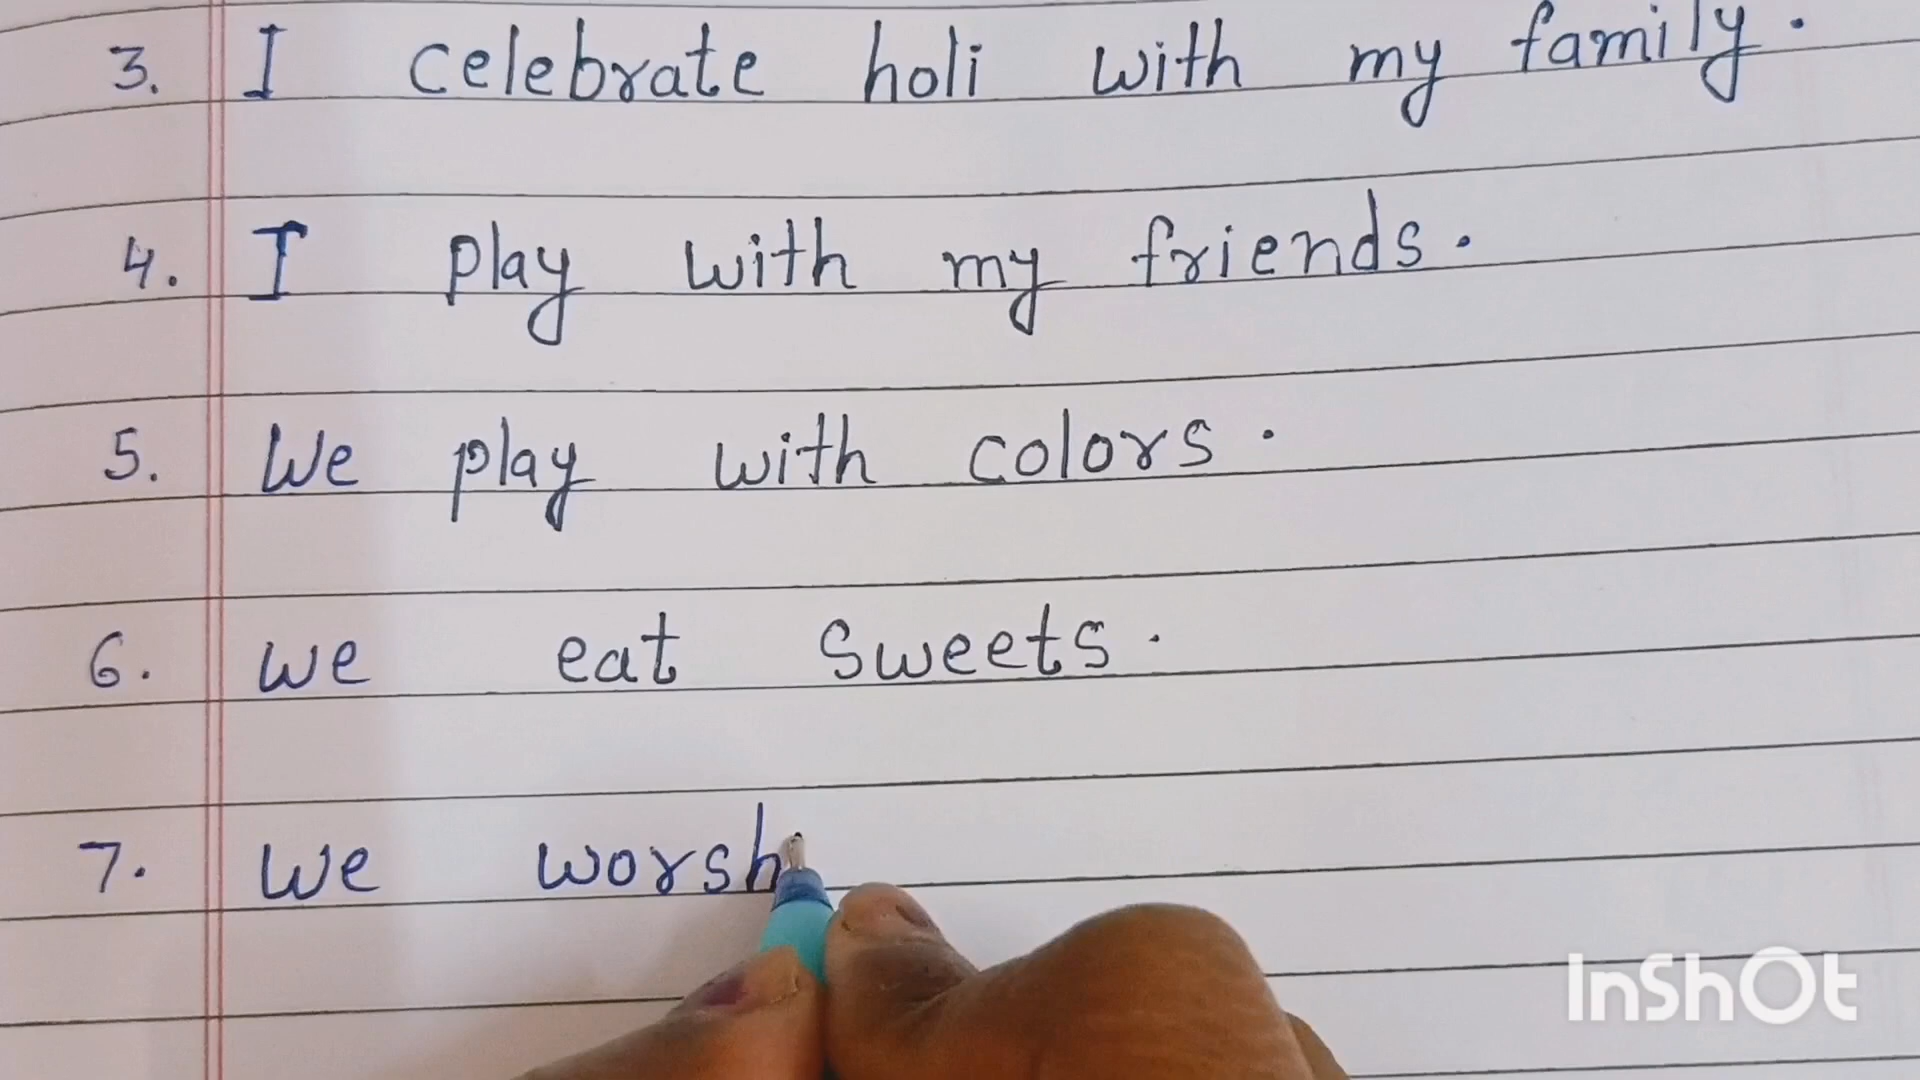 3. I celebrate holi with my family.
4. I play with my friends.
5. We play with colors.
6. we eat sweets.
7. We worsh
InShOt